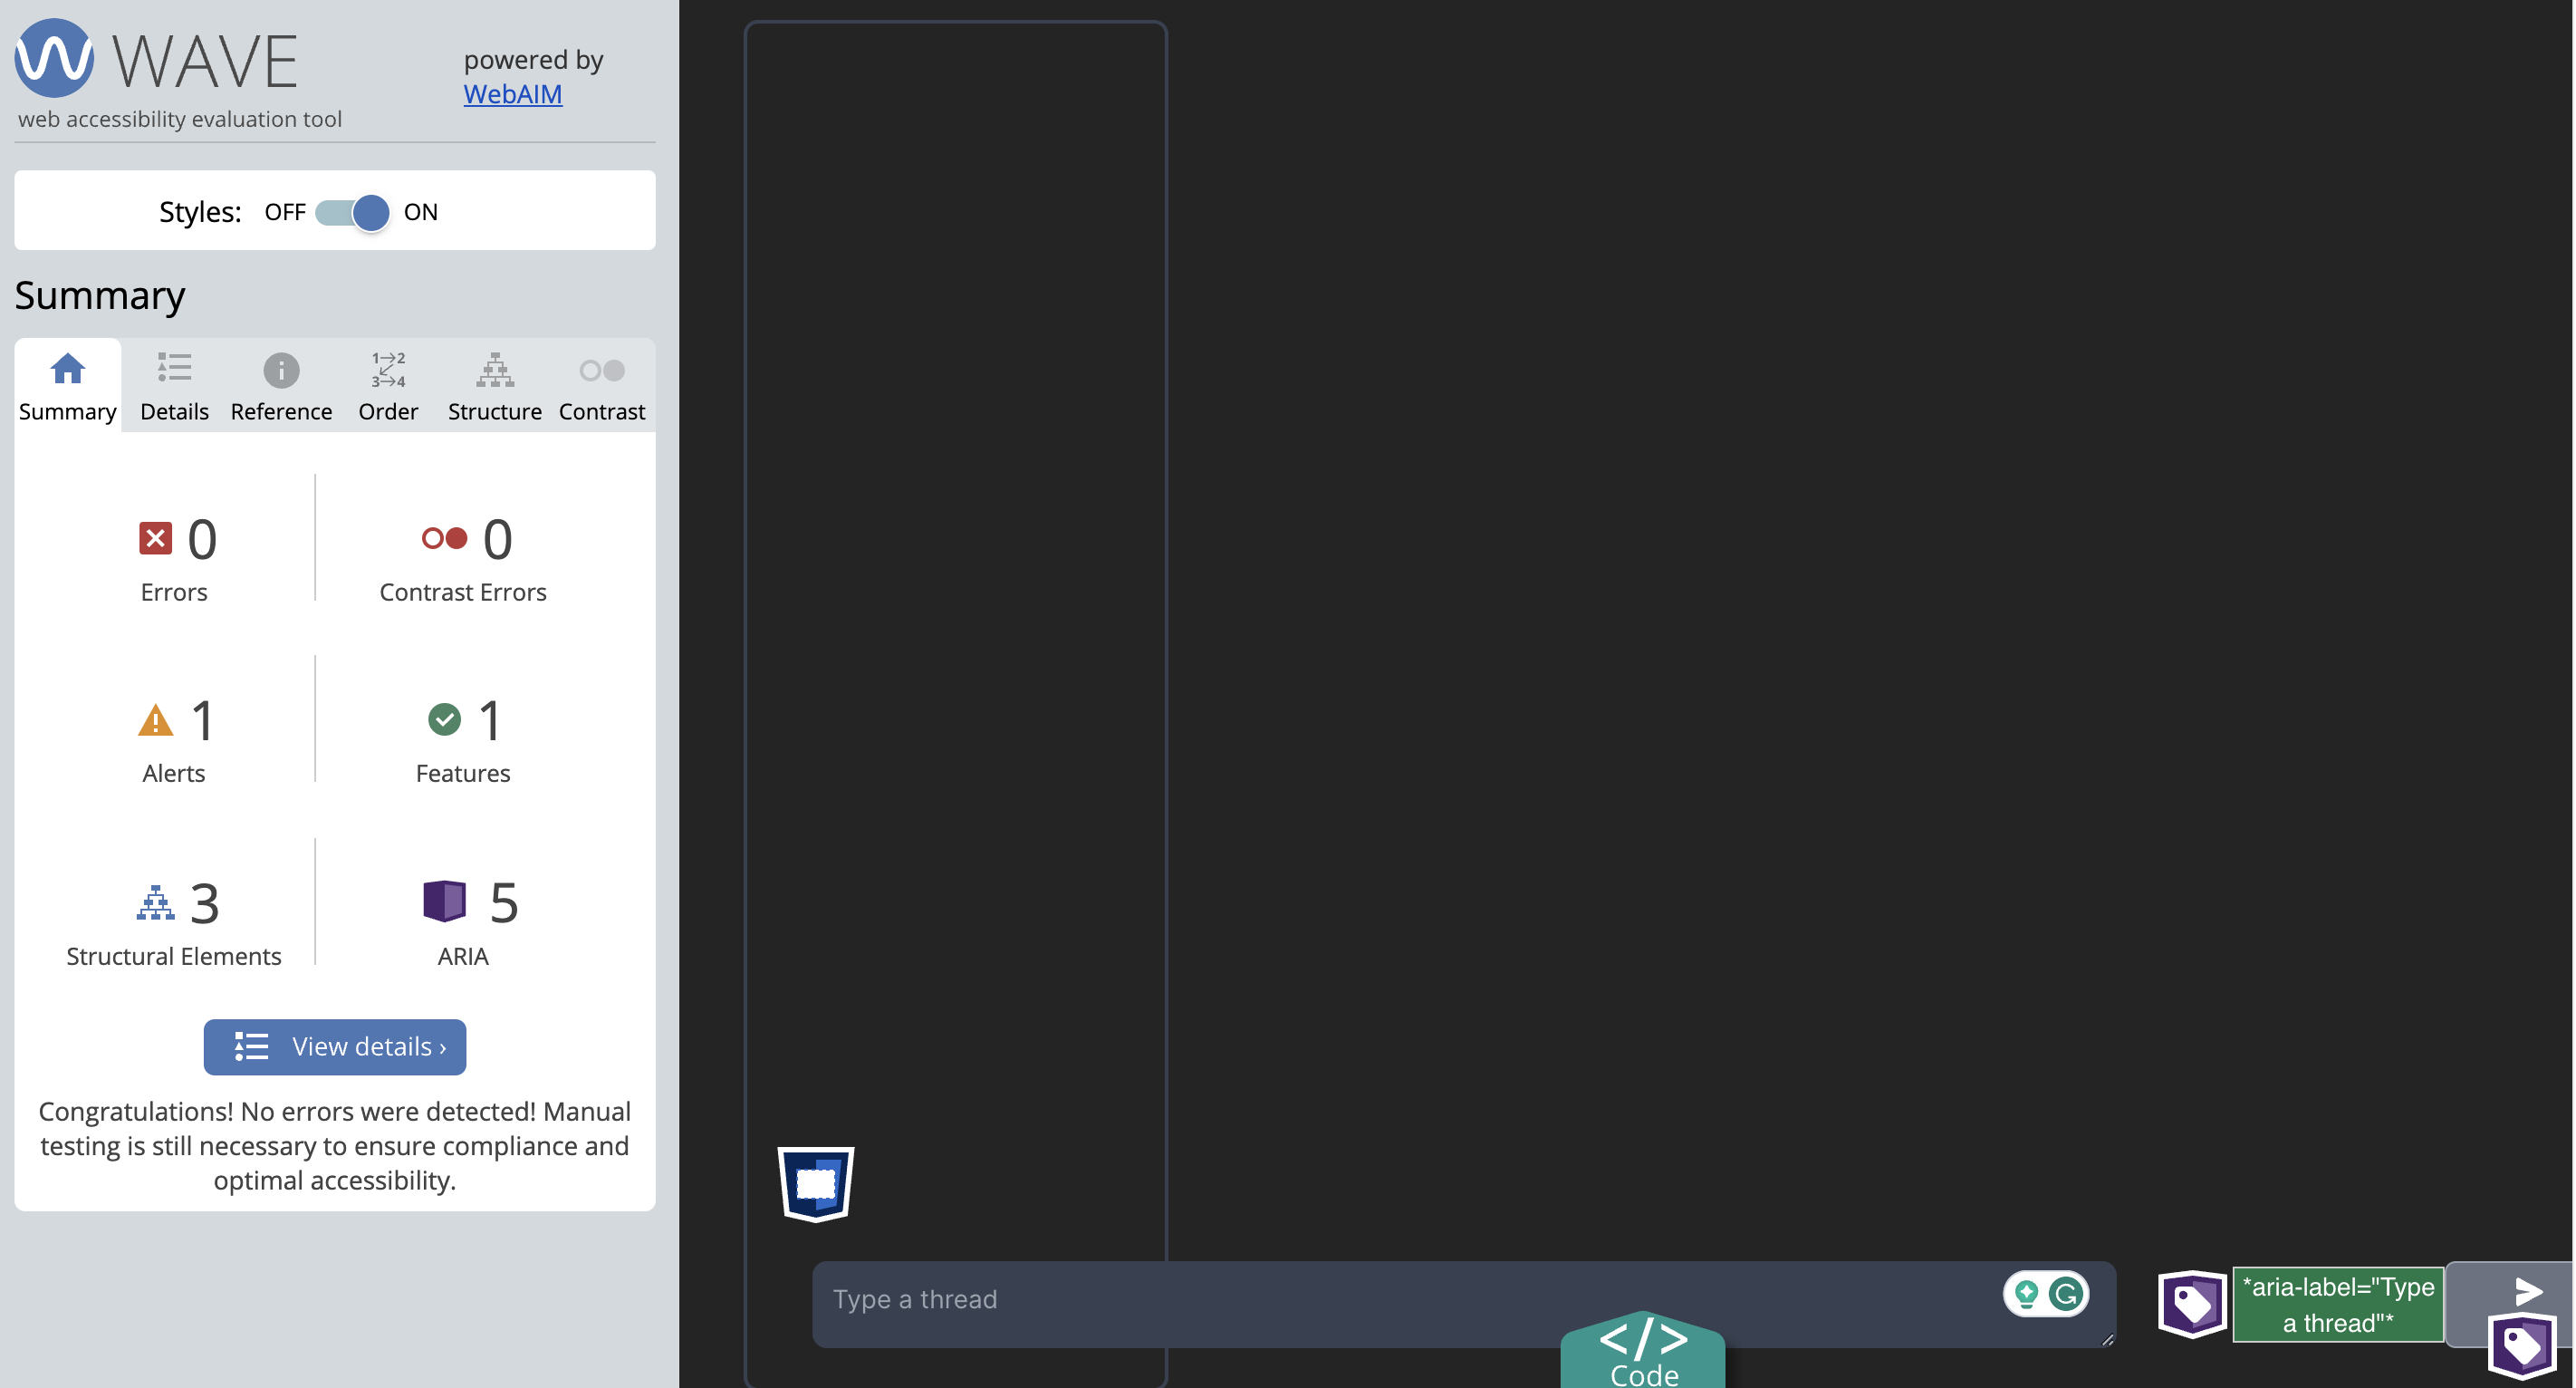 WAVE
powered by
WebAIM
web accessibility evaluation tool
Styles: OFF ON
Summary
1→2
3→4
Summary Details Reference Order Structure Contrast
0 0
Errors Contrast Errors
1 1
Alerts Features
3 5
Structural Elements ARIA
View details ›
Congratulations! No errors were detected! Manual
testing is still necessary to ensure compliance and
optimal accessibility.
Type a thread
*aria-label="Type
a thread"*
</>
Code